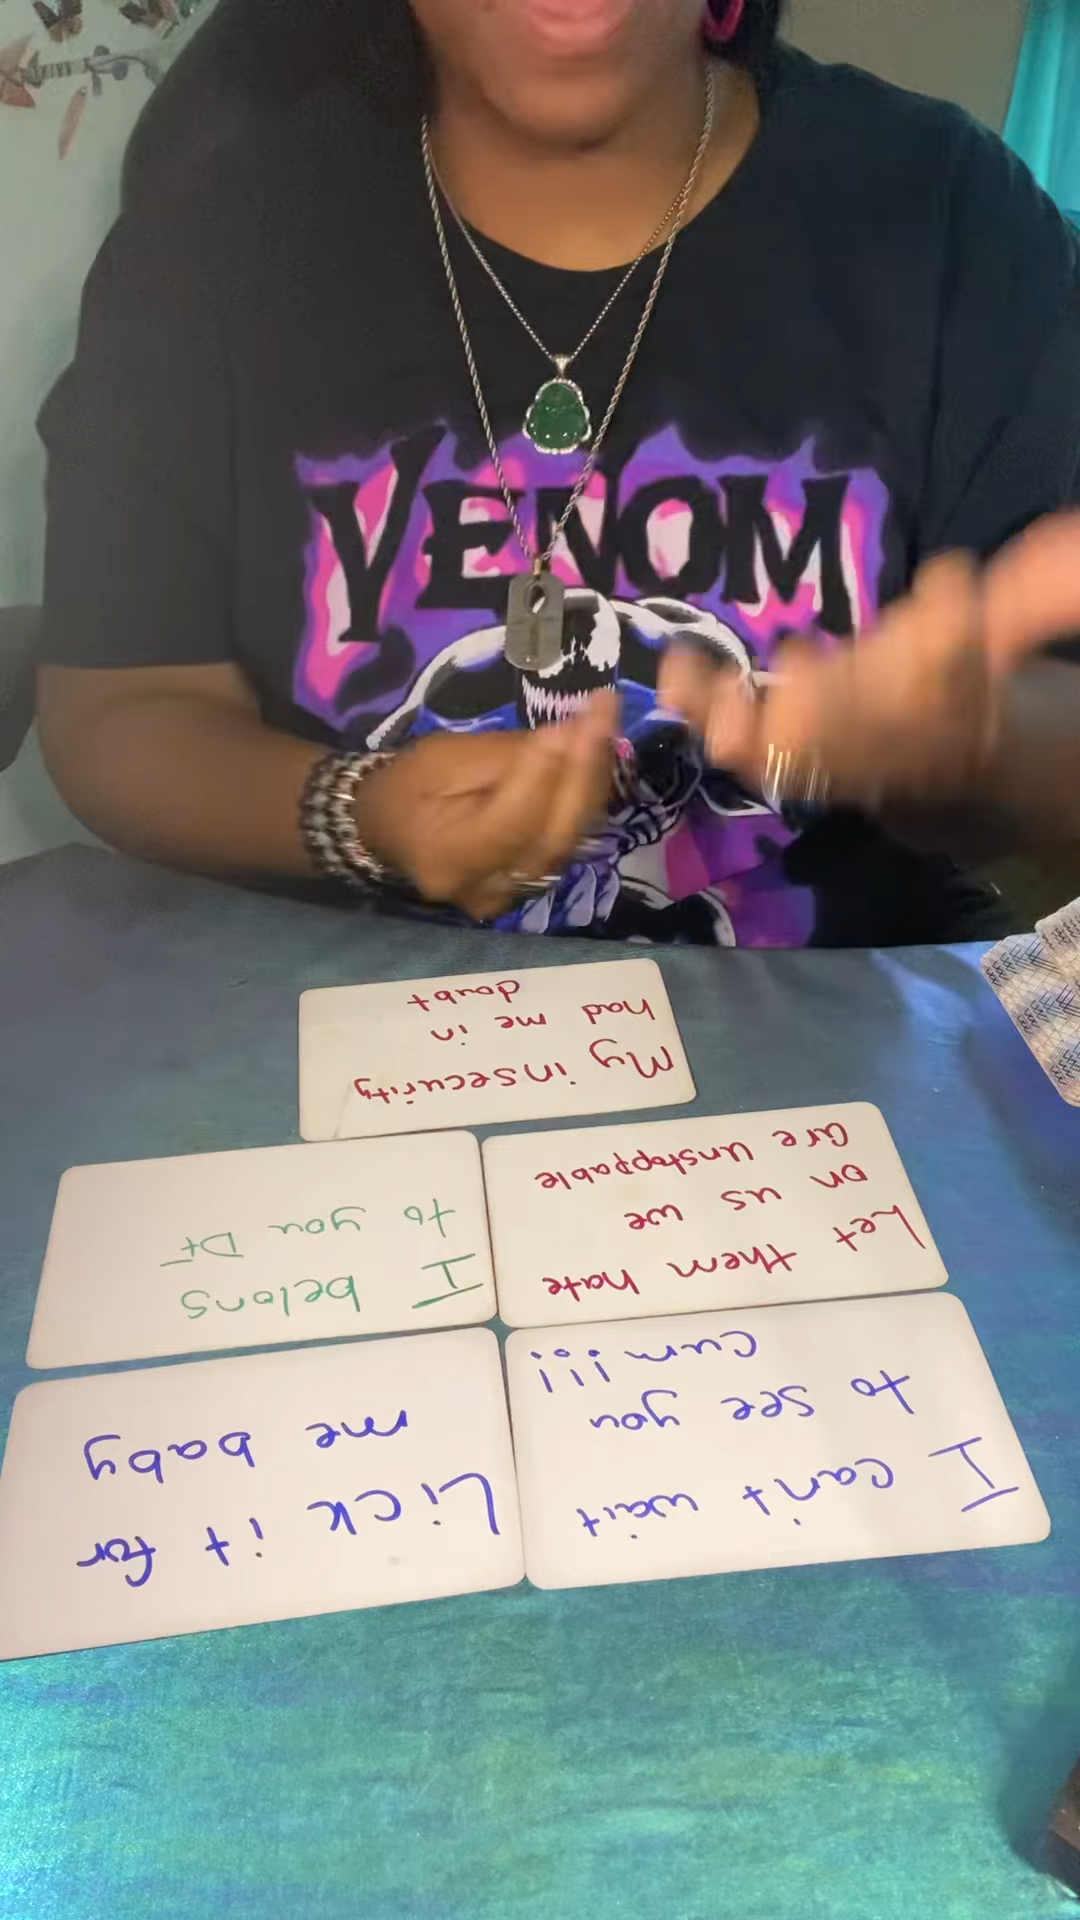 VENOM
My insecurity
had me in
doubt
I belong
to you DF
Let them hate
on us we
are unstoppable
Lick it for
me baby
I can't wait
to see you
cum !!!